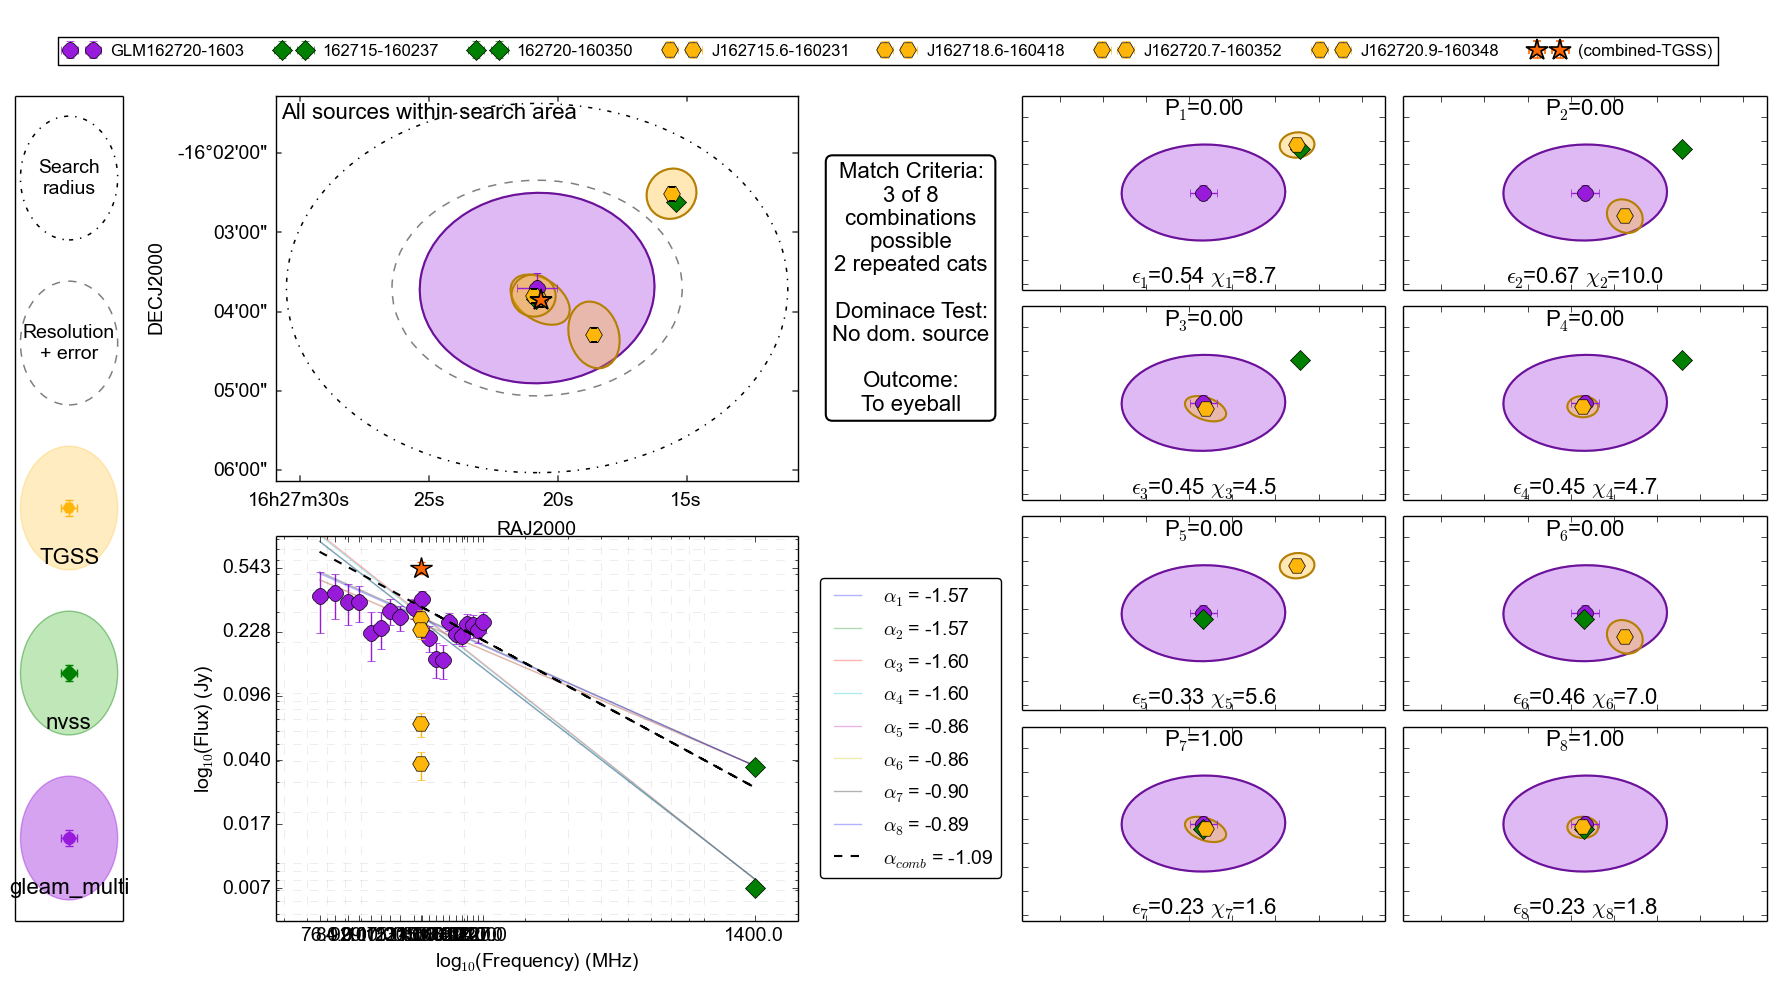 GLM162720-1603 162715-160237 162720-160350 J162715.6-160231 J162718.6-160418 J162720.7-160352 J162720.9-160348 (combined-TGSS)
Search
radius
Resolution
+ error
TGSS
nvss
gleam_multi
All sources within search area
DECJ2000
-16°02'00"
03'00"
04'00"
05'00"
06'00"
16h27m30s 25s 20s 15s
RAJ2000
Match Criteria:
3 of 8
combinations
possible
2 repeated cats
Dominace Test:
No dom. source
Outcome:
To eyeball
log10(Flux) (Jy)
0.543
0.228
0.096
0.040
0.017
0.007
1400.0
log10(Frequency) (MHz)
α1 = -1.57
α2 = -1.57
α3 = -1.60
α4 = -1.60
α5 = -0.86
α6 = -0.86
α7 = -0.90
α8 = -0.89
αcomb = -1.09
P1=0.00
ϵ1=0.54 χ1=8.7
P2=0.00
ϵ2=0.67 χ2=10.0
P3=0.00
ϵ3=0.45 χ3=4.5
P4=0.00
ϵ4=0.45 χ4=4.7
P5=0.00
ϵ5=0.33 χ5=5.6
P6=0.00
ϵ6=0.46 χ6=7.0
P7=1.00
ϵ7=0.23 χ7=1.6
P8=1.00
ϵ8=0.23 χ8=1.8